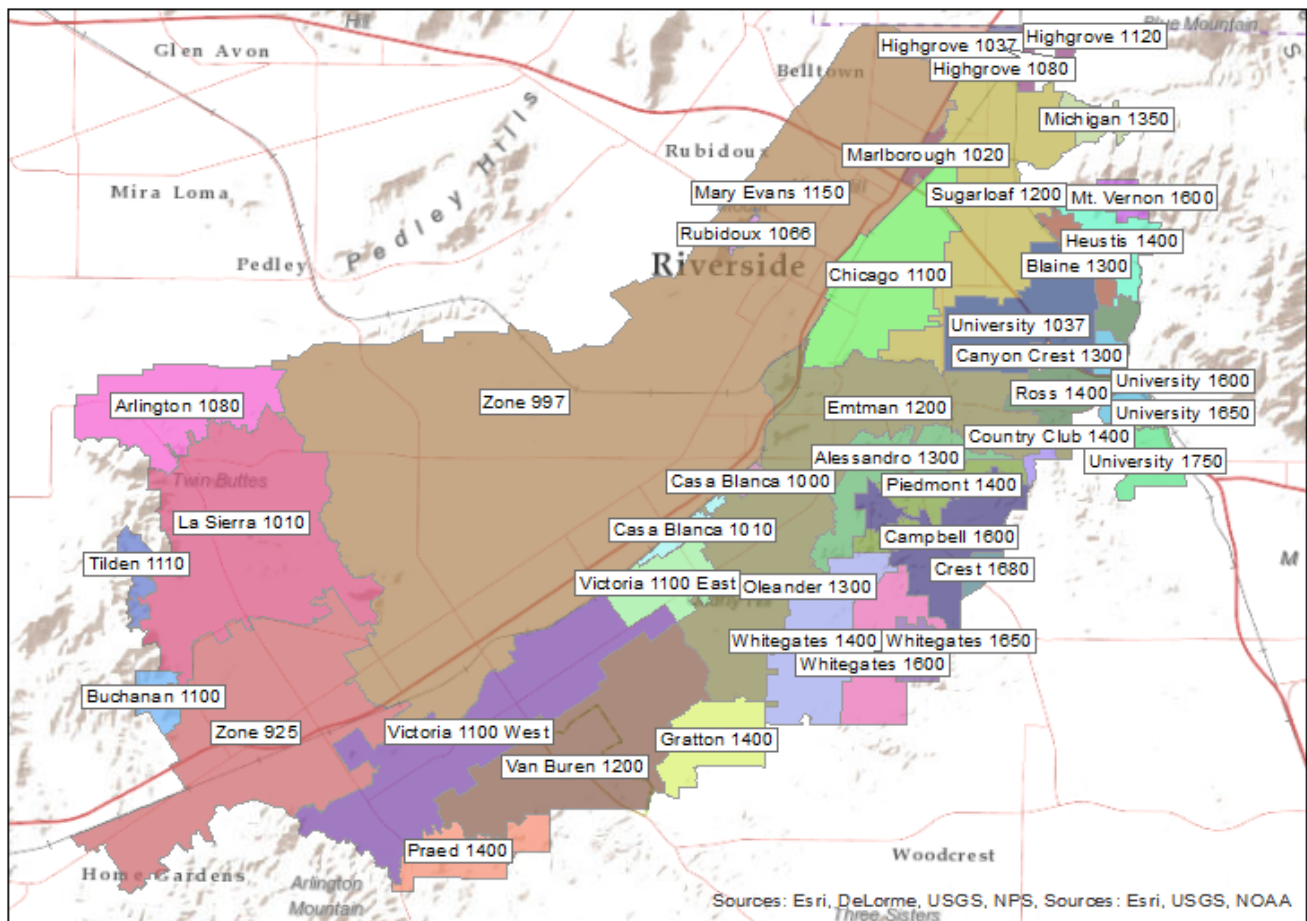 Hill
Blue Mountain
Highgrove 1120
Highgrove 1037
Glen Avon
S
Highgrove 1080
Belltown
Michigan 1350
Rubidoux
Marlborough 1020
Mira Loma
Mary Evans 1150
Sugarloaf 1200
Mt. Vernon 1600
Rubidoux 1066
Heustis 1400
Pedley Hills
Pedley
Riverside
Chicago 1100
Blaine 1300
University 1037
Canyon Crest 1300
University 1600
Ross 1400
Arlington 1080
Zone 997
Emtman 1200
University 1650
Country Club 1400
Alessandro 1300
University 1750
Twin Buttes
Casa Blanca 1000
Piedmont 1400
La Sierra 1010
Casa Blanca 1010
Campbell 1600
M
Tilden 1110
Crest 1680
Victoria 1100 East
Oleander 1300
Whitegates 1400
Whitegates 1650
Whitegates 1600
Buchanan 1100
Zone 925
Victoria 1100 West
Gratton 1400
Van Buren 1200
Praed 1400
Woodcrest
Home Gardens
Arlington
Mountain
Sources: Esri, DeLorme, USGS, NPS, Sources: Esri, USGS, NOAA
Three Sisters